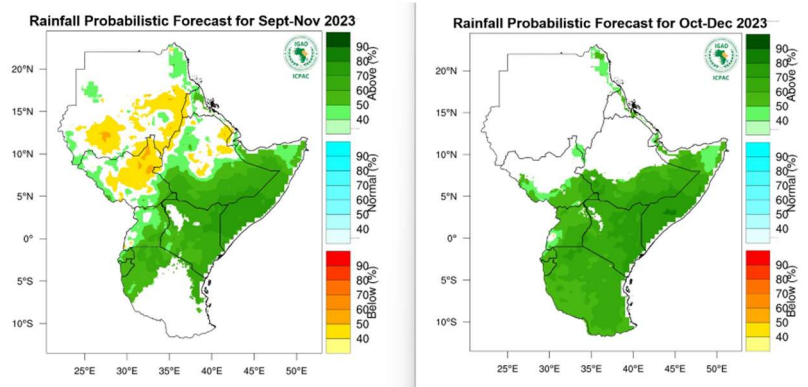 Rainfall Probabilistic Forecast for Sept-Nov 2023
IGAD
ICPAC
20°N
15°N
10°N
5°N
0°
5°S
10°S
25°E 30°E 35°E 40°E 45°E 50°E
90
80
70
60
50
40
Above (%)
90
80
70
60
50
40
Normal (%)
90
80
70
60
50
40
Below (%)
Rainfall Probabilistic Forecast for Oct-Dec 2023
IGAD
ICPAC
20°N
15°N
10°N
5°N
0°
5°S
10°S
25°E 30°E 35°E 40°E 45°E 50°E
90
80
70
60
50
40
Above (%)
90
80
70
60
50
40
Normal (%)
90
80
70
60
50
40
Below (%)